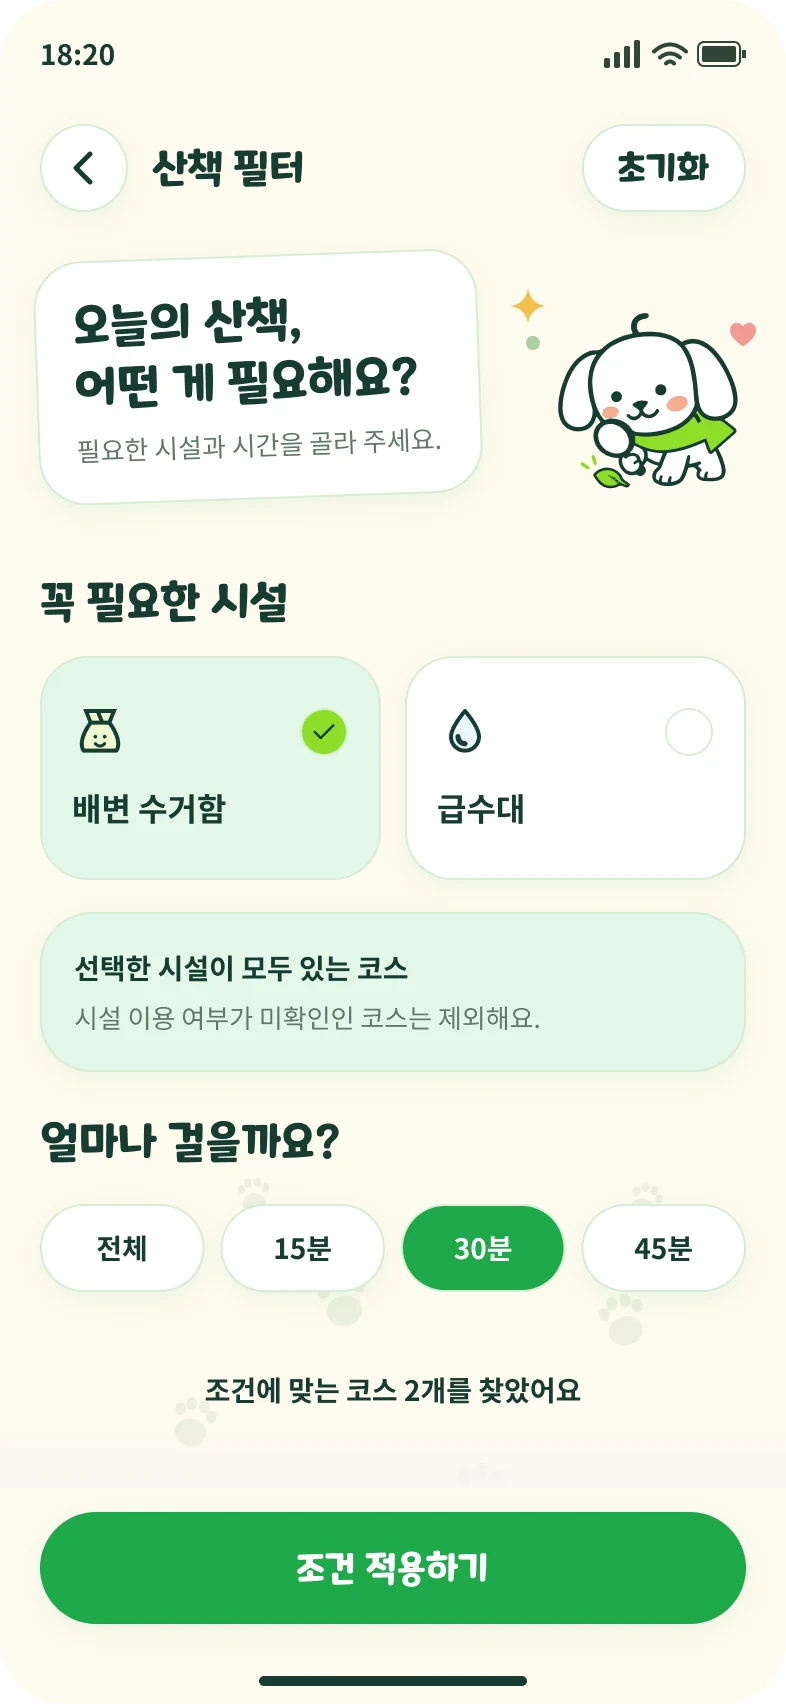 18:20
산책 필터
초기화
오늘의 산책,
어떤 게 필요해요?
필요한 시설과 시간을 골라 주세요.
꼭 필요한 시설
배변 수거함
급수대
선택한 시설이 모두 있는 코스
시설 이용 여부가 미확인인 코스는 제외해요.
얼마나 걸을까요?
전체
15분
30분
45분
조건에 맞는 코스 2개를 찾았어요
조건 적용하기